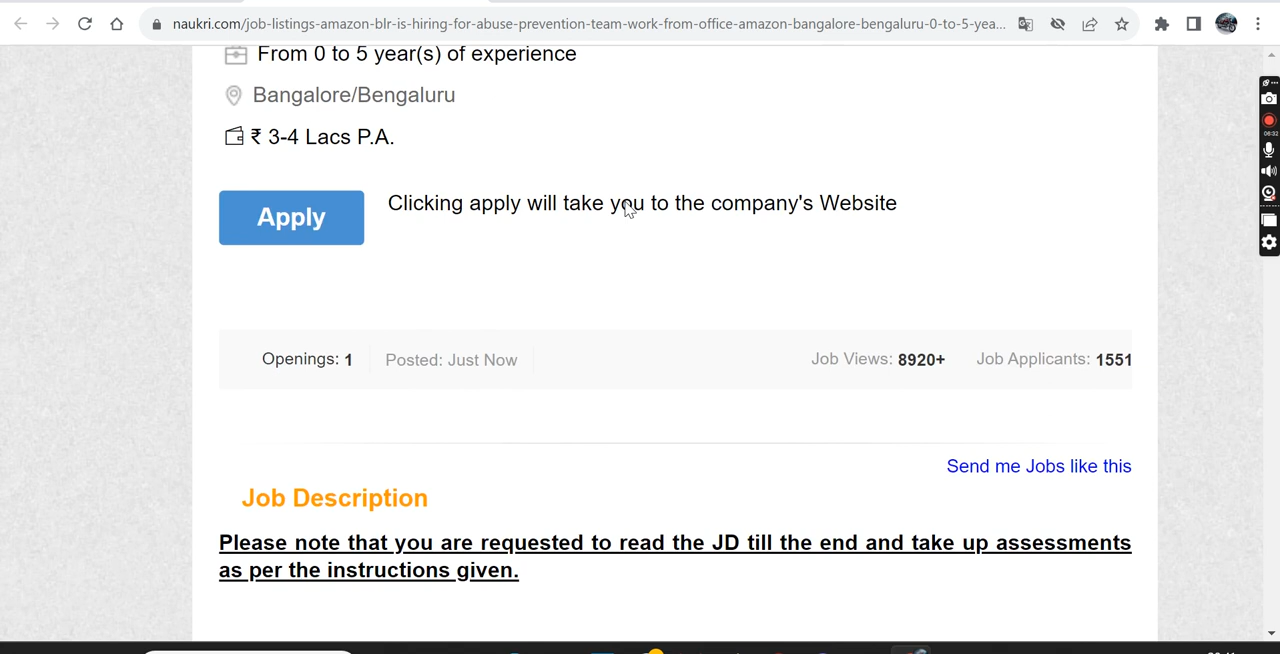 naukri.com/job-listings-amazon-blr-is-hiring-for-abuse-prevention-team-work-from-office-amazon-bangalore-bengaluru-0-to-5-yea...
From 0 to 5 year(s) of experience
Bangalore/Bengaluru
₹ 3-4 Lacs P.A.
Apply
Clicking apply will take you to the company's Website
Openings: 1 Posted: Just Now Job Views: 8920+ Job Applicants: 1551
Send me Jobs like this
Job Description
Please note that you are requested to read the JD till the end and take up assessments
as per the instructions given.